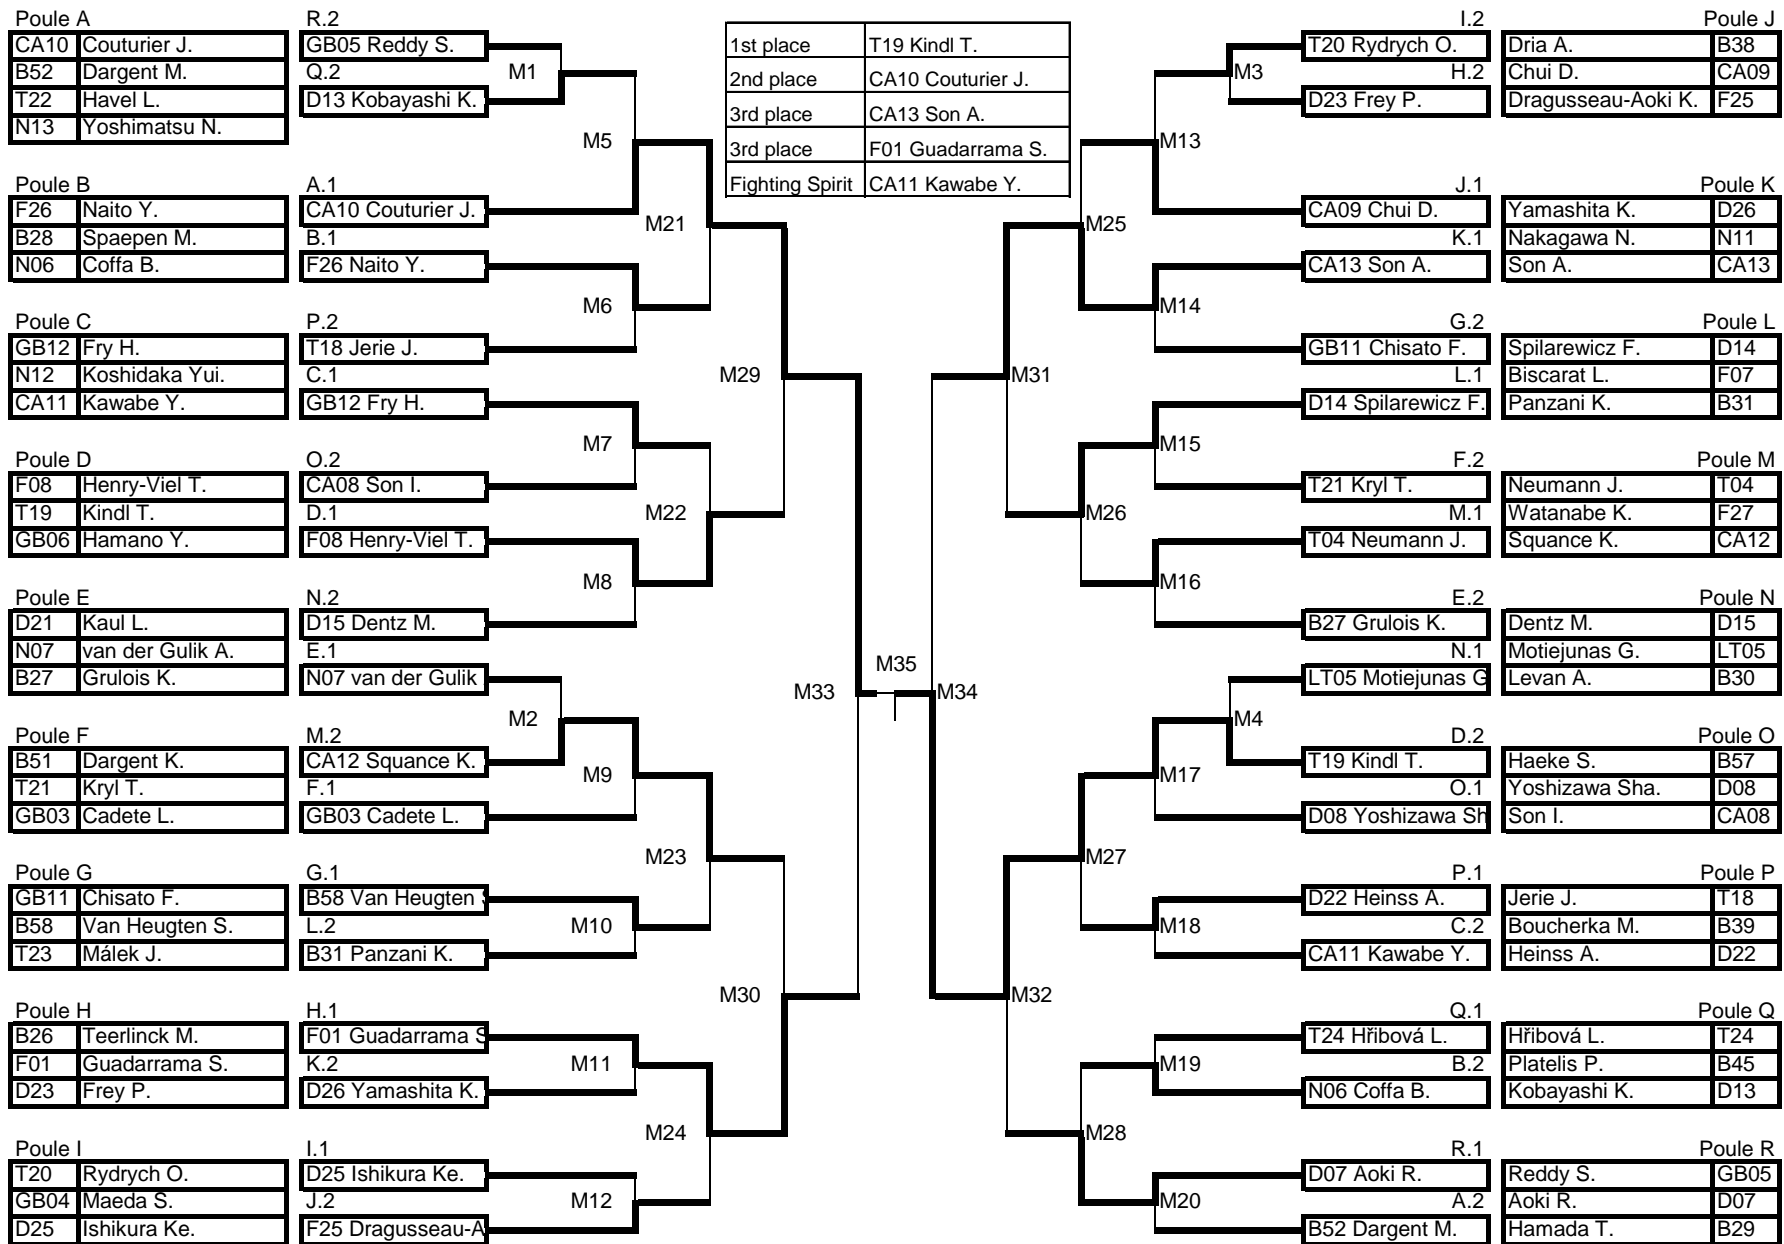 Poule A R.2 I.2 Poule J
CA10 Couturier J. GB05 Reddy S. 1st place T19 Kindl T. T20 Rydrych O. Dria A. B38
B52 Dargent M. Q.2 M1 2nd place CA10 Couturier J. M3 H.2 Chui D. CA09
T22 Havel L. D13 Kobayashi K. 3rd place CA13 Son A. D23 Frey P. Dragusseau-Aoki K. F25
N13 Yoshimatsu N. M5 3rd place F01 Guadarrama S. M13
Poule B A.1 Fighting Spirit CA11 Kawabe Y. J.1 Poule K
F26 Naito Y. CA10 Couturier J. M21 CA09 Chui D. Yamashita K. D26
B28 Spaepen M. B.1 M25 K.1 Nakagawa N. N11
N06 Coffa B. F26 Naito Y. CA13 Son A. Son A. CA13
M6 M14
Poule C P.2 G.2 Poule L
GB12 Fry H. T18 Jerie J. GB11 Chisato F. Spilarewicz F. D14
N12 Koshidaka Yui. C.1 M29 M31 L.1 Biscarat L. F07
CA11 Kawabe Y. GB12 Fry H. D14 Spilarewicz F. Panzani K. B31
M7 M15
Poule D O.2 F.2 Poule M
F08 Henry-Viel T. CA08 Son I. T21 Kryl T. Neumann J. T04
T19 Kindl T. D.1 M22 M26 M.1 Watanabe K. F27
GB06 Hamano Y. F08 Henry-Viel T. T04 Neumann J. Squance K. CA12
M8 M16
Poule E N.2 E.2 Poule N
D21 Kaul L. D15 Dentz M. B27 Grulois K. Dentz M. D15
N07 van der Gulik A. E.1 M35 N.1 Motiejunas G. LT05
B27 Grulois K. N07 van der Gulik M33 M34 LT05 Motiejunas G Levan A. B30
M2 M4
Poule F M.2 D.2 Poule O
B51 Dargent K. CA12 Squance K. M9 M17 T19 Kindl T. Haeke S. B57
T21 Kryl T. F.1 O.1 Yoshizawa Sha. D08
GB03 Cadete L. GB03 Cadete L. D08 Yoshizawa Sh Son I. CA08
M23 M27
Poule G G.1 P.1 Poule P
GB11 Chisato F. B58 Van Heugten S D22 Heinss A. Jerie J. T18
B58 Van Heugten S. L.2 M10 M18 C.2 Boucherka M. B39
T23 Málek J. B31 Panzani K. CA11 Kawabe Y. Heinss A. D22
M30 M32
Poule H H.1 Q.1 Poule Q
B26 Teerlinck M. F01 Guadarrama S T24 Hřibová L. Hřibová L. T24
F01 Guadarrama S. K.2 M11 M19 B.2 Platelis P. B45
D23 Frey P. D26 Yamashita K. N06 Coffa B. Kobayashi K. D13
M24 M28
Poule I I.1 R.1 Poule R
T20 Rydrych O. D25 Ishikura Ke. D07 Aoki R. Reddy S. GB05
GB04 Maeda S. J.2 M12 M20 A.2 Aoki R. D07
D25 Ishikura Ke. F25 Dragusseau-A B52 Dargent M. Hamada T. B29